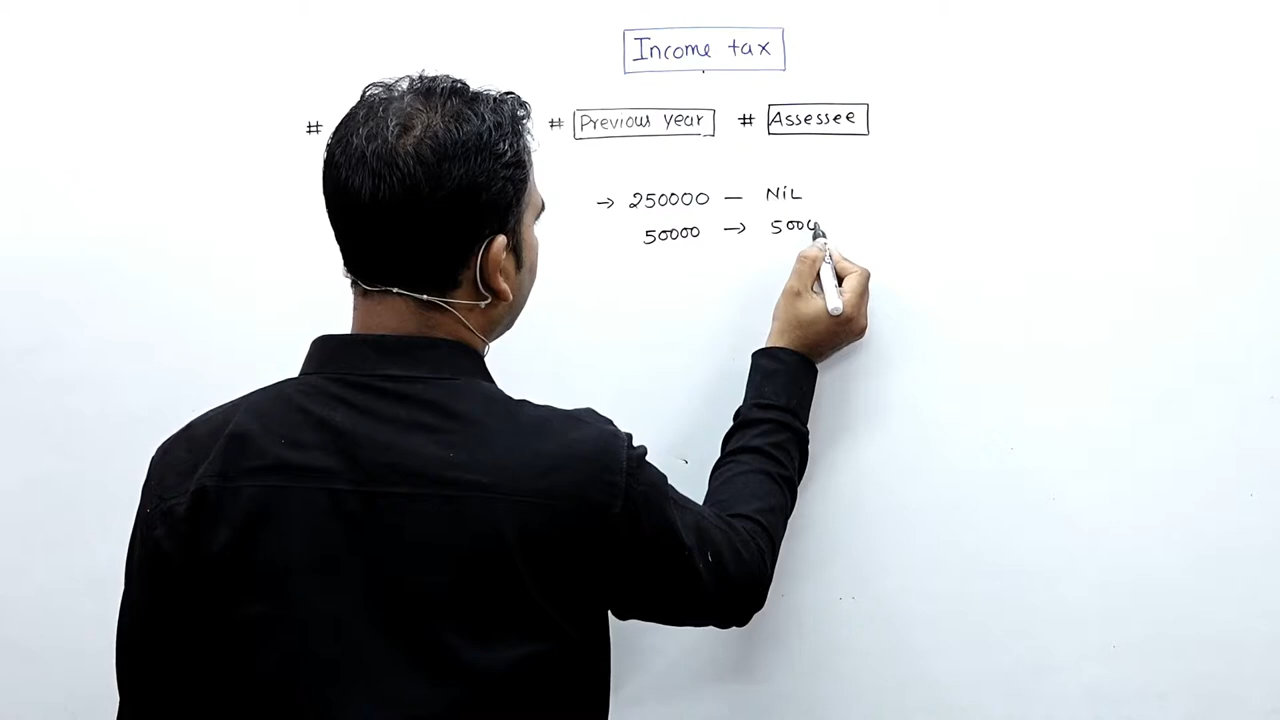 Income tax
#
# Previous year # Assessee
→ 250000 — NiL
50000 → 5000